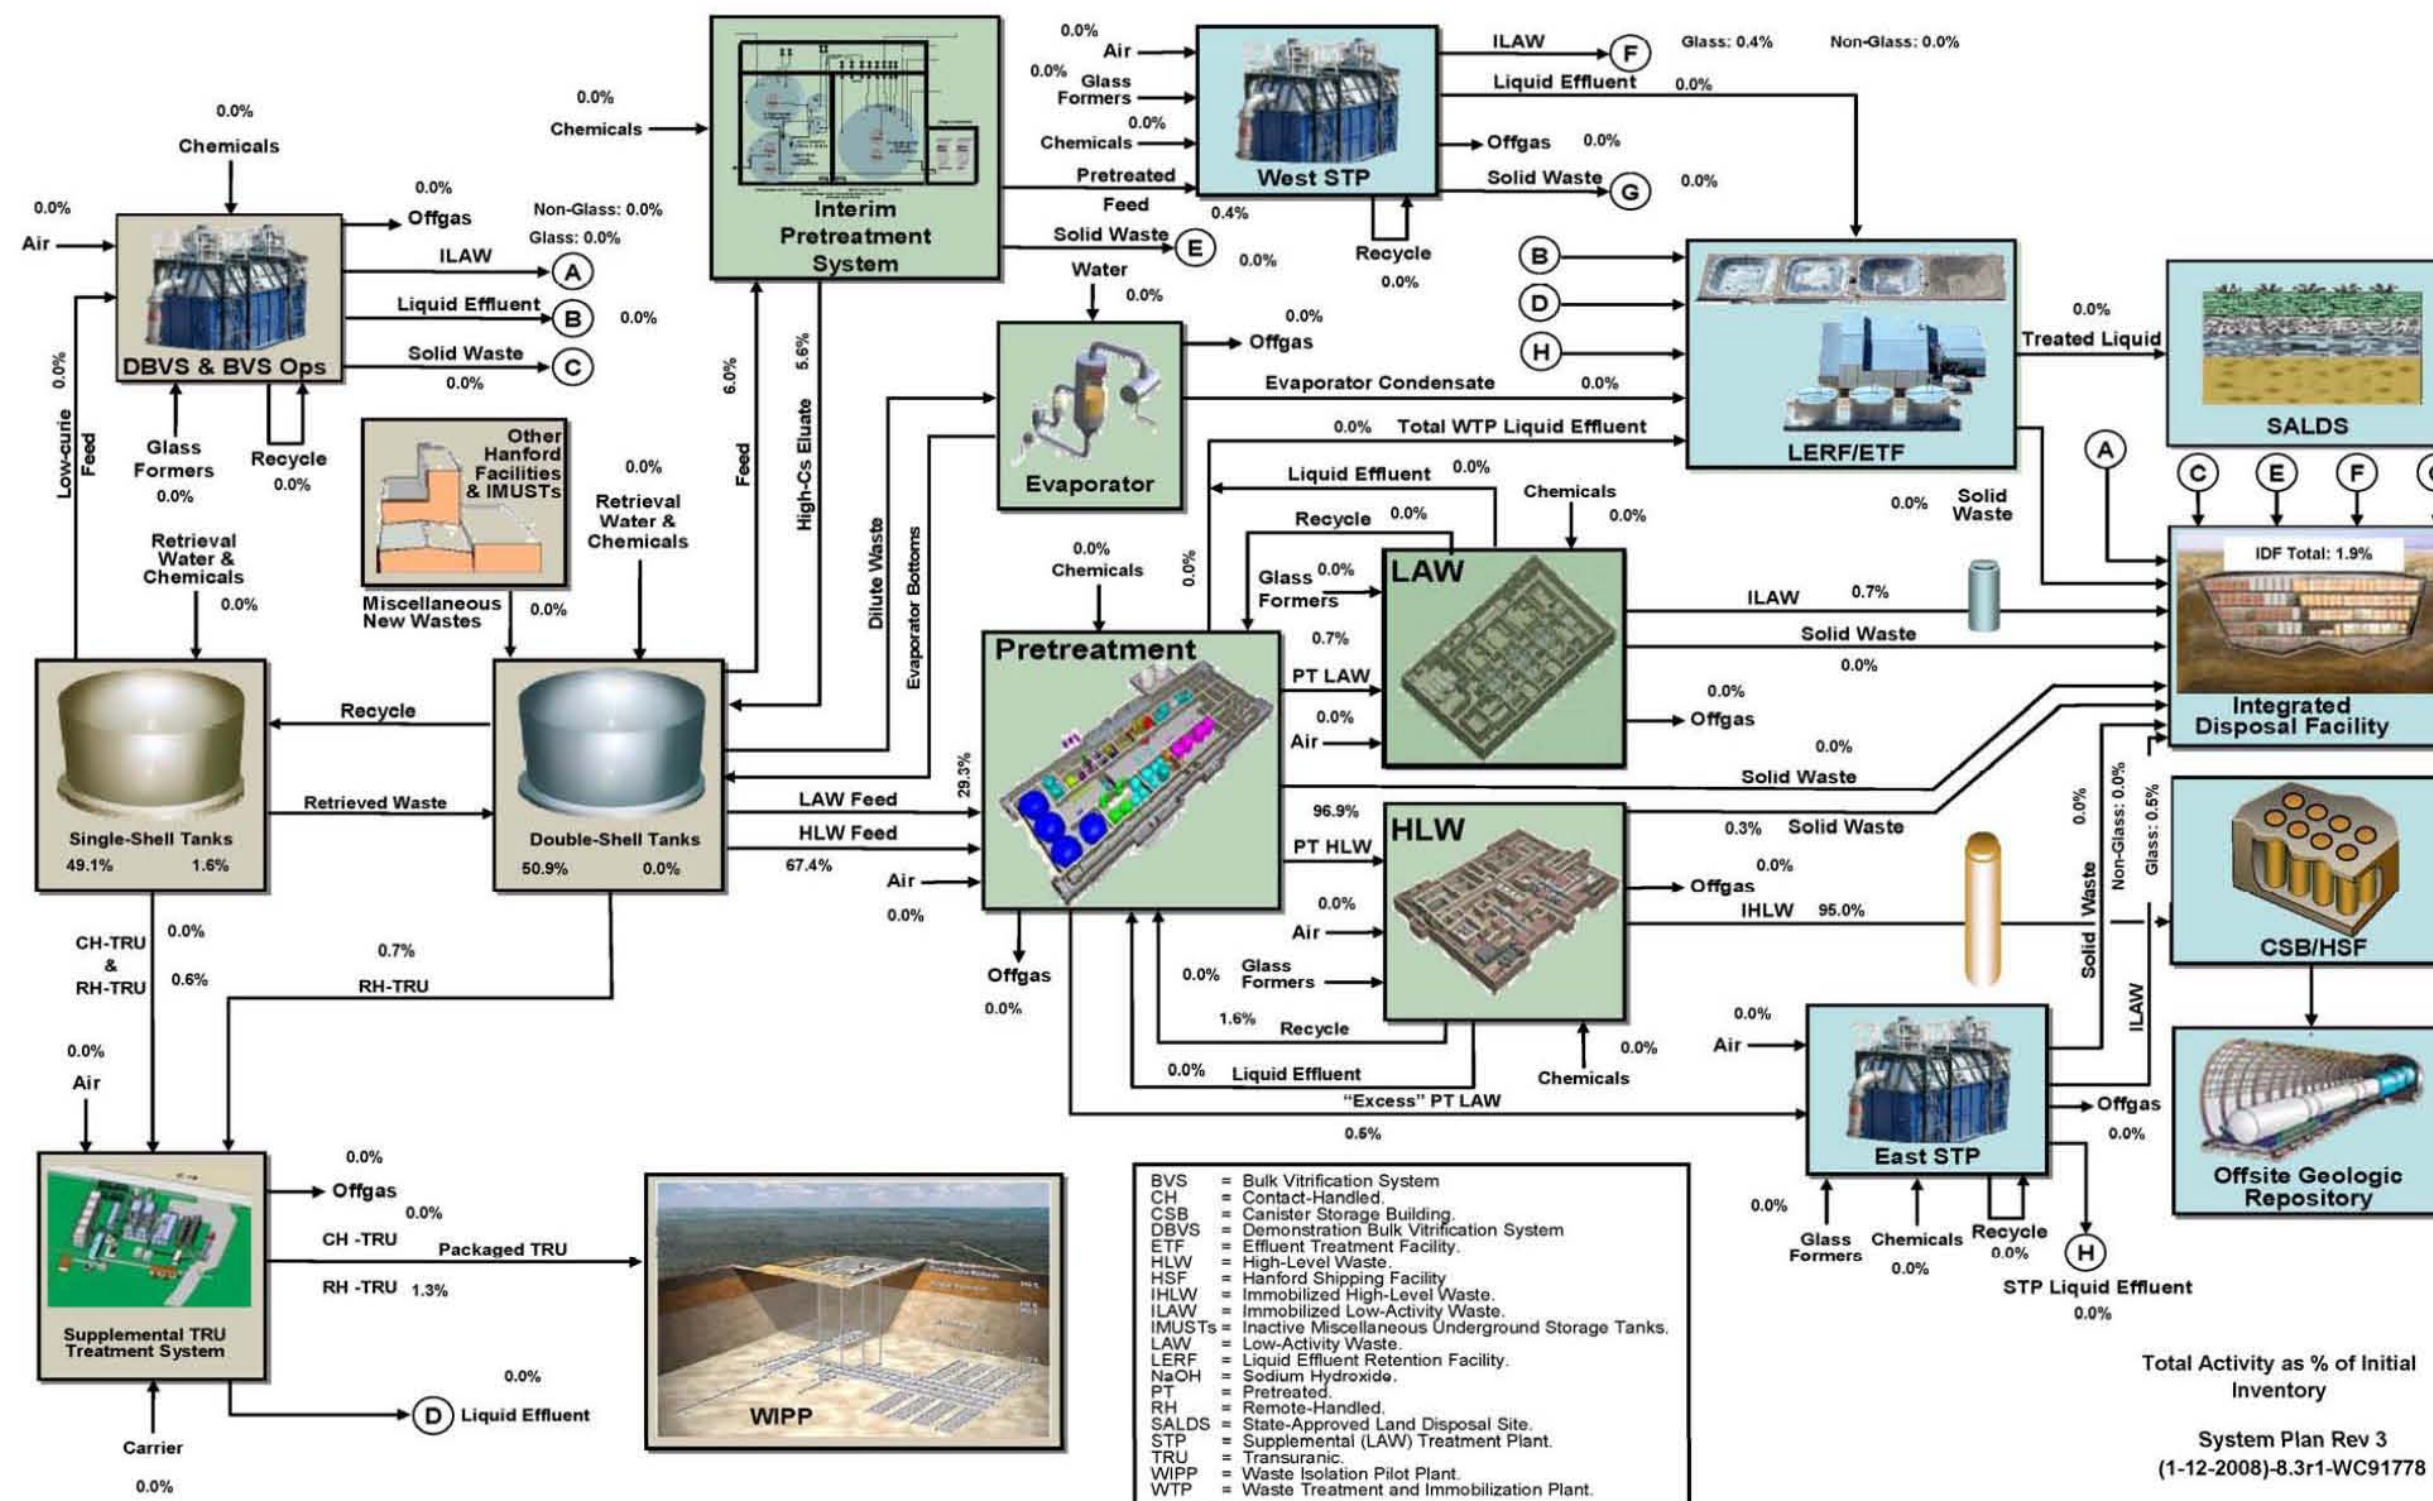 0.0%
Chemicals
0.0%
Air
DBVS & BVS Ops
0.0%
Offgas
Non-Glass: 0.0%
Glass: 0.0%
ILAW
A
Liquid Effluent
B
0.0%
Solid Waste
C
0.0%
Low-curie
Feed
0.0%
Glass
Formers
0.0%
Recycle
0.0%
0.0%
Chemicals
Interim
Pretreatment
System
Feed
6.0%
High-Cs Eluate
5.6%
Pretreated
Feed
0.4%
Solid Waste
E
0.0%
0.0%
Air
0.0%
Glass
Formers
0.0%
Chemicals
West STP
ILAW
F
Glass: 0.4%
Non-Glass: 0.0%
Liquid Effluent
0.0%
Offgas
0.0%
Solid Waste
G
0.0%
Recycle
0.0%
Water
0.0%
Evaporator
0.0%
Offgas
Evaporator Condensate
0.0%
0.0%
Total WTP Liquid Effluent
Dilute Waste
Evaporator Bottoms
B
D
H
LERF/ETF
0.0%
Treated Liquid
SALDS
0.0%
Solid
Waste
A
C
E
F
IDF Total: 1.9%
Integrated
Disposal Facility
Other
Hanford
Facilities
& IMUSTs
Miscellaneous
New Wastes
0.0%
0.0%
Retrieval
Water &
Chemicals
Retrieval
Water &
Chemicals
0.0%
Single-Shell Tanks
49.1%
1.6%
Recycle
Retrieved Waste
Double-Shell Tanks
50.9%
0.0%
LAW Feed
29.3%
HLW Feed
67.4%
Air
0.0%
0.0%
Chemicals
Pretreatment
Offgas
0.0%
0.0%
Liquid Effluent
0.0%
Recycle
0.0%
Chemicals
0.0%
Glass
Formers
0.0%
0.7%
PT LAW
0.0%
Air
LAW
ILAW
0.7%
Solid Waste
0.0%
0.0%
Offgas
0.0%
Solid Waste
96.9%
PT HLW
0.0%
Air
0.0%
Glass
Formers
HLW
0.3%
Solid Waste
0.0%
Offgas
IHLW
95.0%
1.6%
Recycle
0.0%
Liquid Effluent
0.0%
Chemicals
"Excess" PT LAW
0.5%
CSB/HSF
Offsite Geologic
Repository
0.0%
Solid Waste
Non-Glass: 0.0%
Glass: 0.5%
ILAW
0.0%
Air
East STP
Offgas
0.0%
0.0%
Glass
Formers
Chemicals
0.0%
Recycle
0.0%
H
STP Liquid Effluent
0.0%
CH-TRU
&
RH-TRU
0.0%
0.6%
0.7%
RH-TRU
0.0%
Air
Supplemental TRU
Treatment System
0.0%
Offgas
0.0%
CH -TRU
Packaged TRU
RH -TRU
1.3%
WIPP
0.0%
D
Liquid Effluent
Carrier
0.0%
BVS = Bulk Vitrification System
CH = Contact-Handled.
CSB = Canister Storage Building.
DBVS = Demonstration Bulk Vitrification System
ETF = Effluent Treatment Facility.
HLW = High-Level Waste.
HSF = Hanford Shipping Facility
IHLW = Immobilized High-Level Waste.
ILAW = Immobilized Low-Activity Waste.
IMUSTs = Inactive Miscellaneous Underground Storage Tanks.
LAW = Low-Activity Waste.
LERF = Liquid Effluent Retention Facility.
NaOH = Sodium Hydroxide.
PT = Pretreated.
RH = Remote-Handled.
SALDS = State-Approved Land Disposal Site.
STP = Supplemental (LAW) Treatment Plant.
TRU = Transuranic.
WIPP = Waste Isolation Pilot Plant.
WTP = Waste Treatment and Immobilization Plant.
Total Activity as % of Initial
Inventory
System Plan Rev 3
(1-12-2008)-8.3r1-WC91778